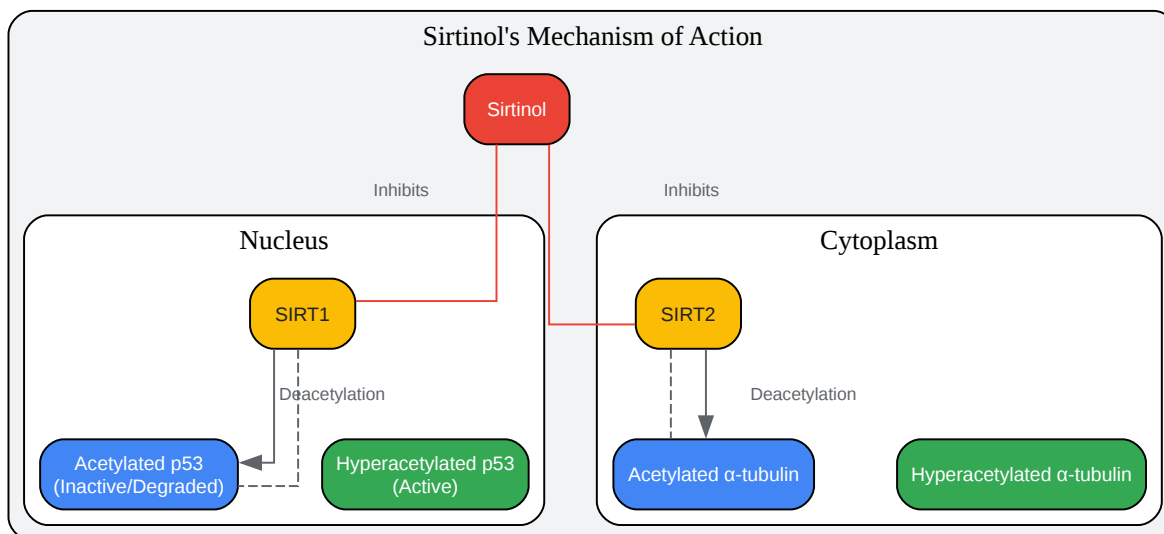 Sirtinol's Mechanism of Action
Sirtinol
Inhibits
Inhibits
Nucleus
Cytoplasm
SIRT1
SIRT2
Deacetylation
Deacetylation
Acetylated p53
(Inactive/Degraded)
Hyperacetylated p53
(Active)
Acetylated α-tubulin
Hyperacetylated α-tubulin